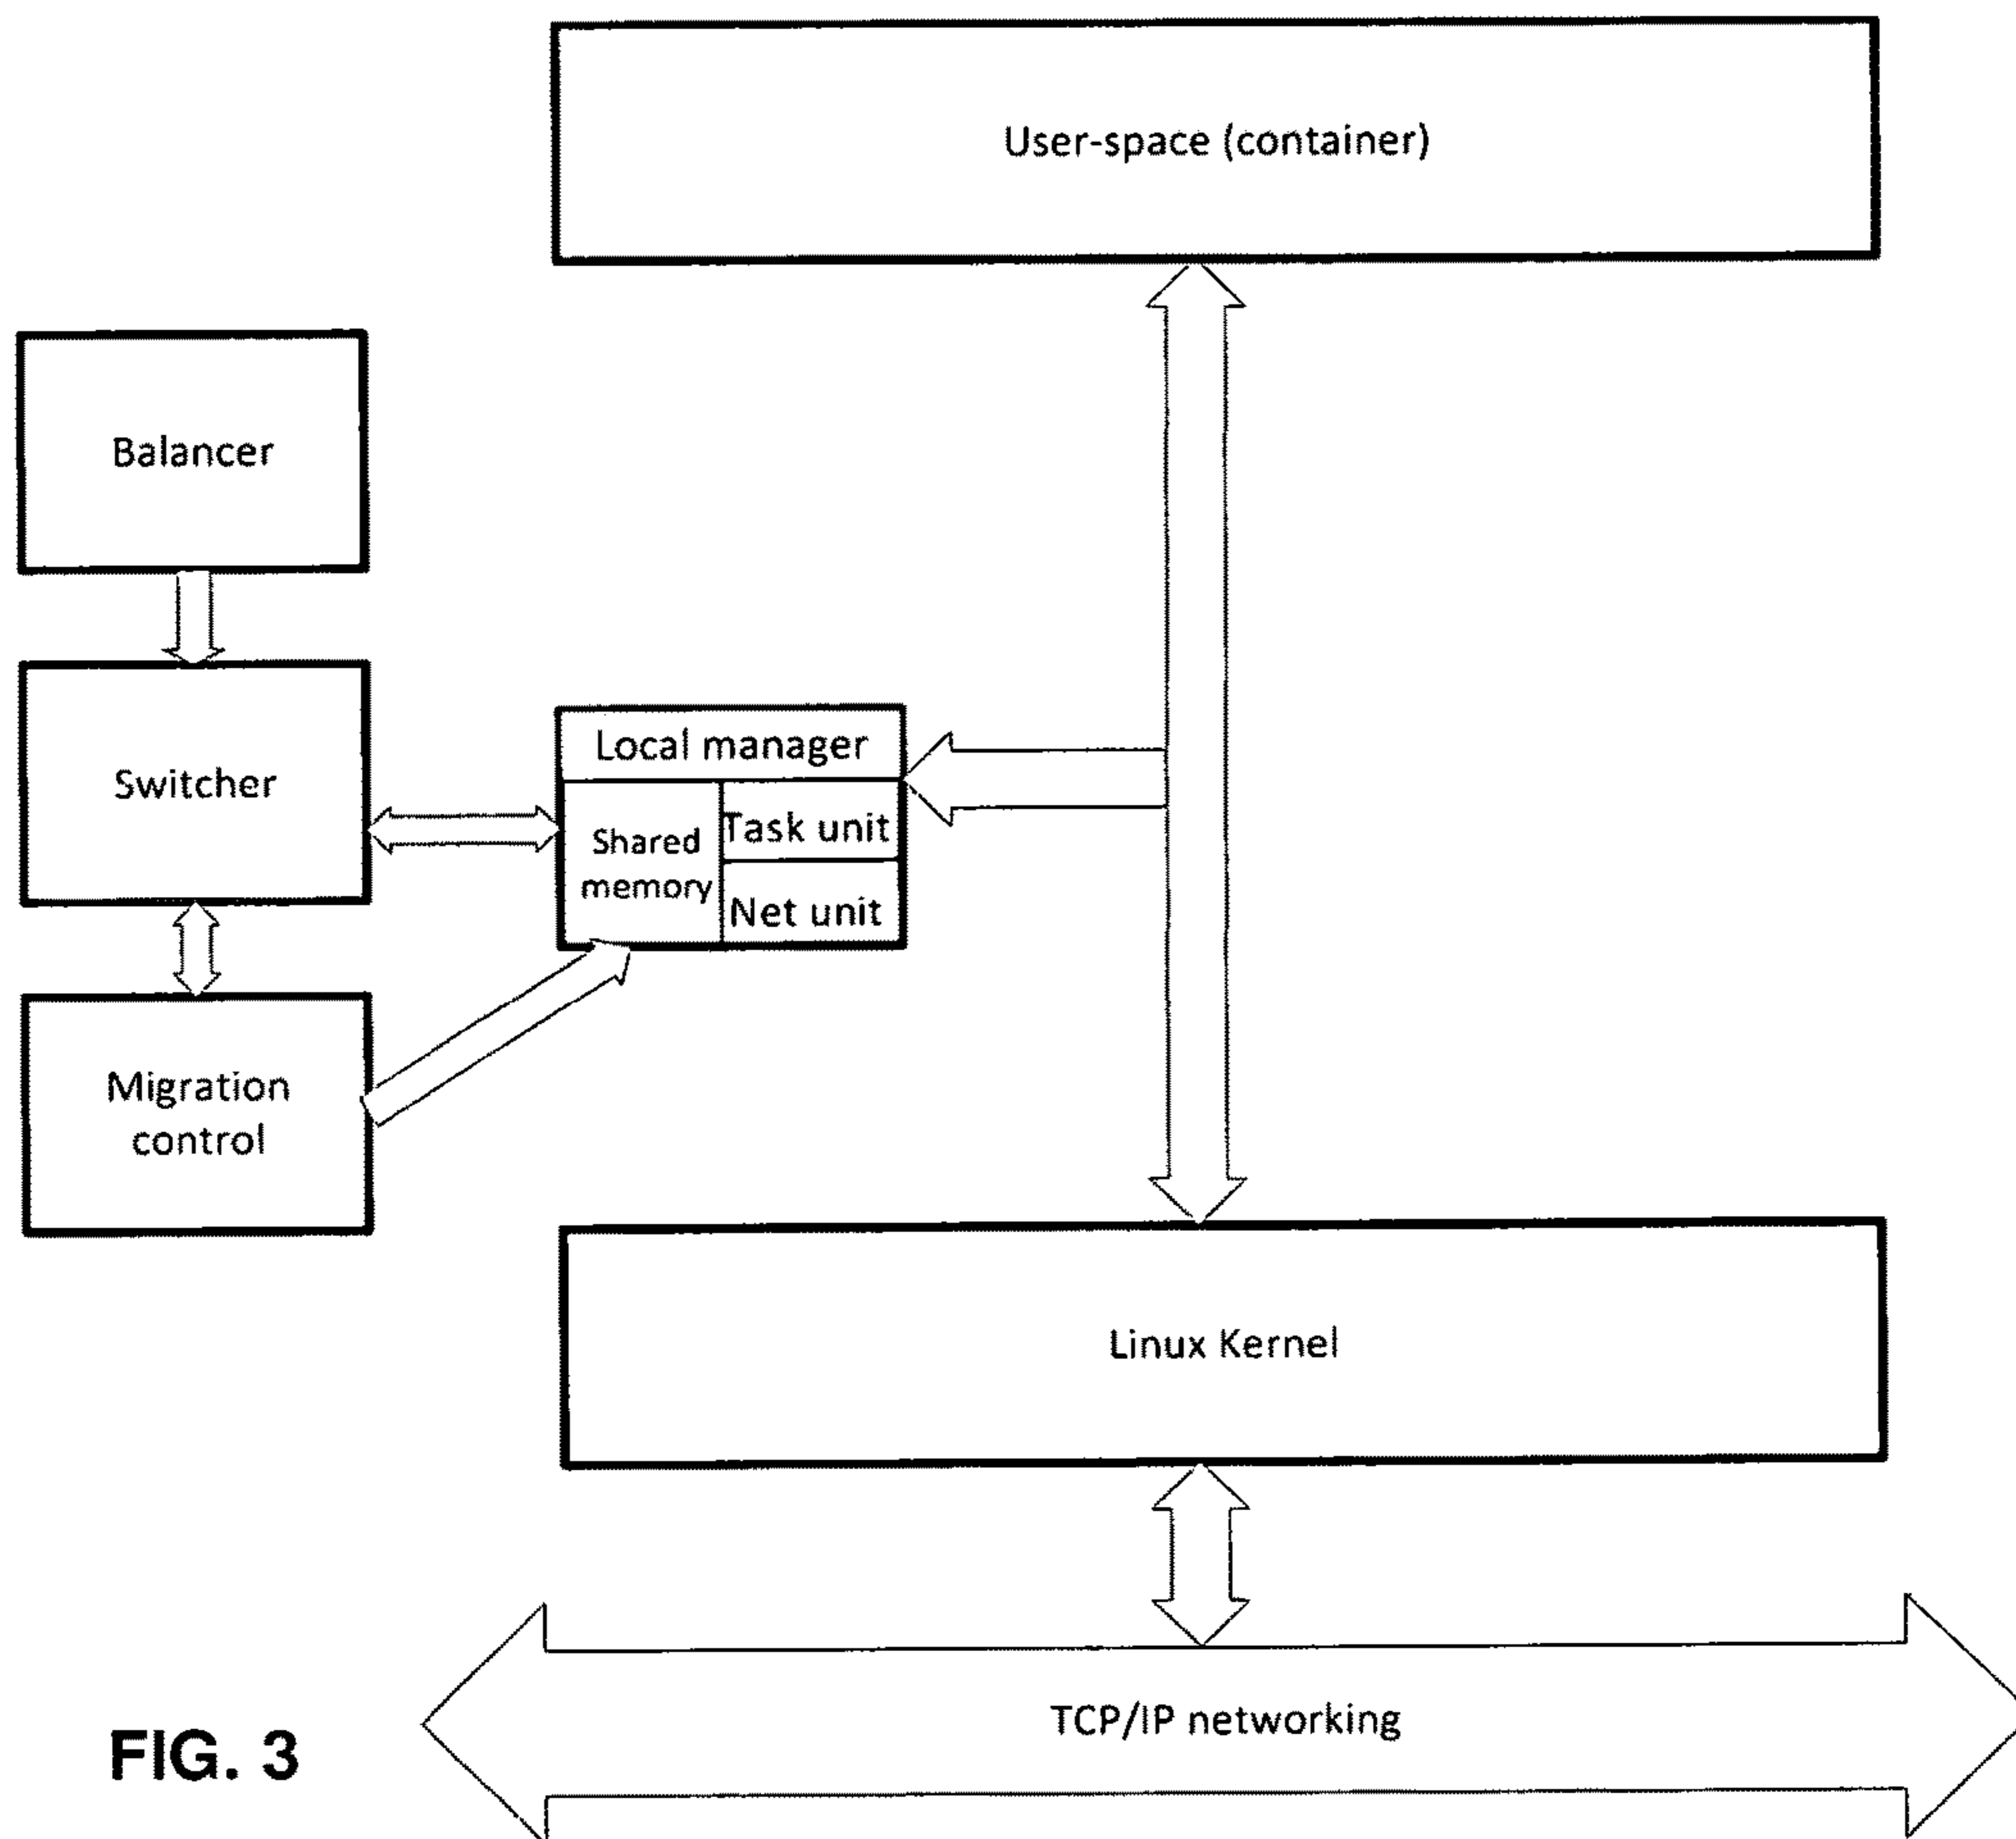 User-space (container)
Balancer
Switcher
Local manager
Shared
memory
Task unit
Net unit
Migration
control
Linux Kernel
TCP/IP networking
FIG. 3